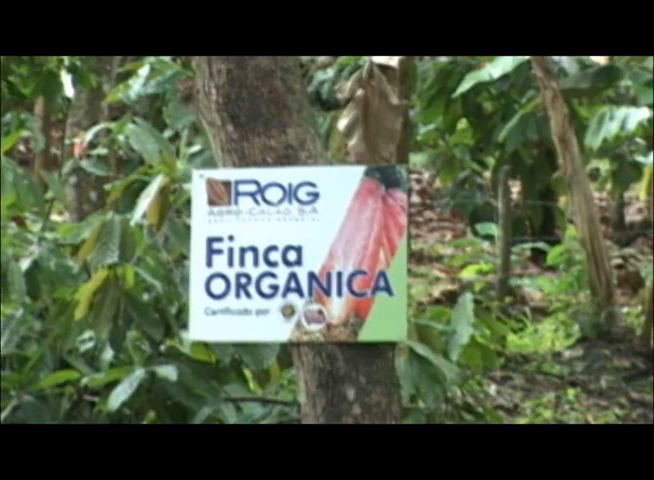 ROIG
AGRO-CACAO, S.A.
Finca
ORGANICA
Certificado por